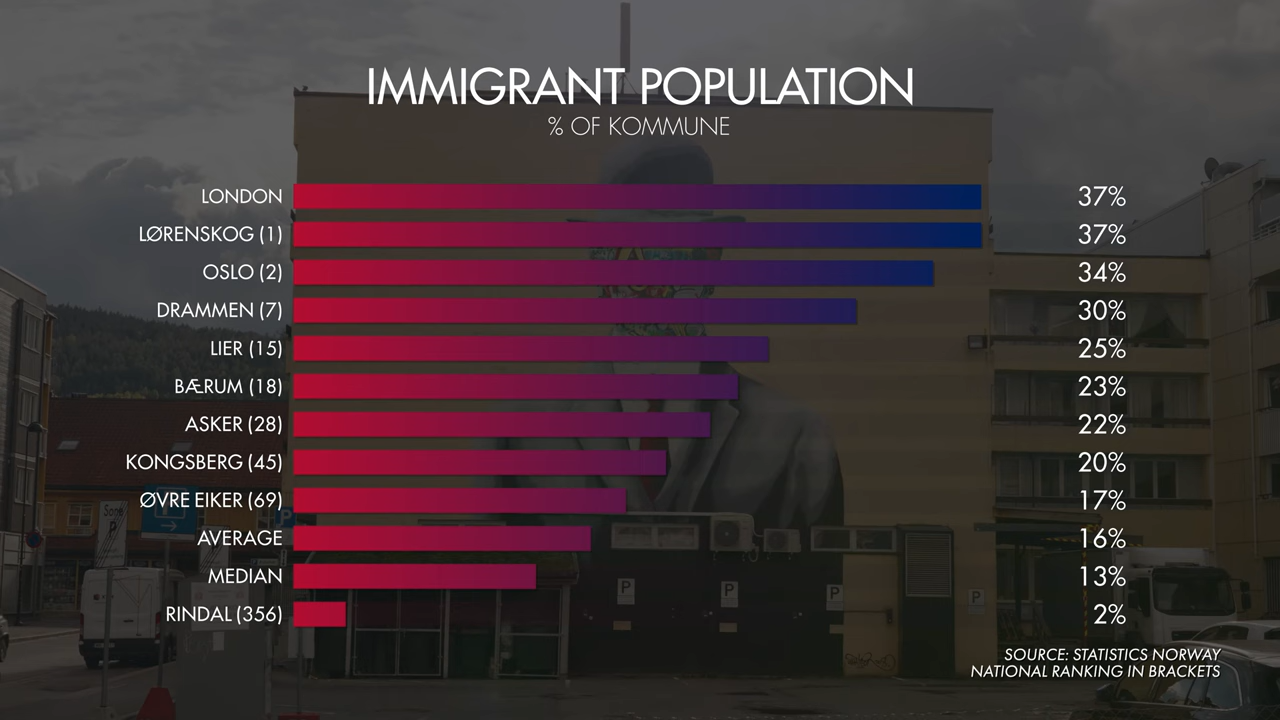 IMMIGRANT POPULATION
% OF KOMMUNE
LONDON 37%
LØRENSKOG (1) 37%
OSLO (2) 34%
DRAMMEN (7) 30%
LIER (15) 25%
BÆRUM (18) 23%
ASKER (28) 22%
KONGSBERG (45) 20%
ØVRE EIKER (69) 17%
AVERAGE 16%
MEDIAN 13%
RINDAL (356) 2%
P
P
P
P
P
SOURCE: STATISTICS NORWAY
NATIONAL RANKING IN BRACKETS